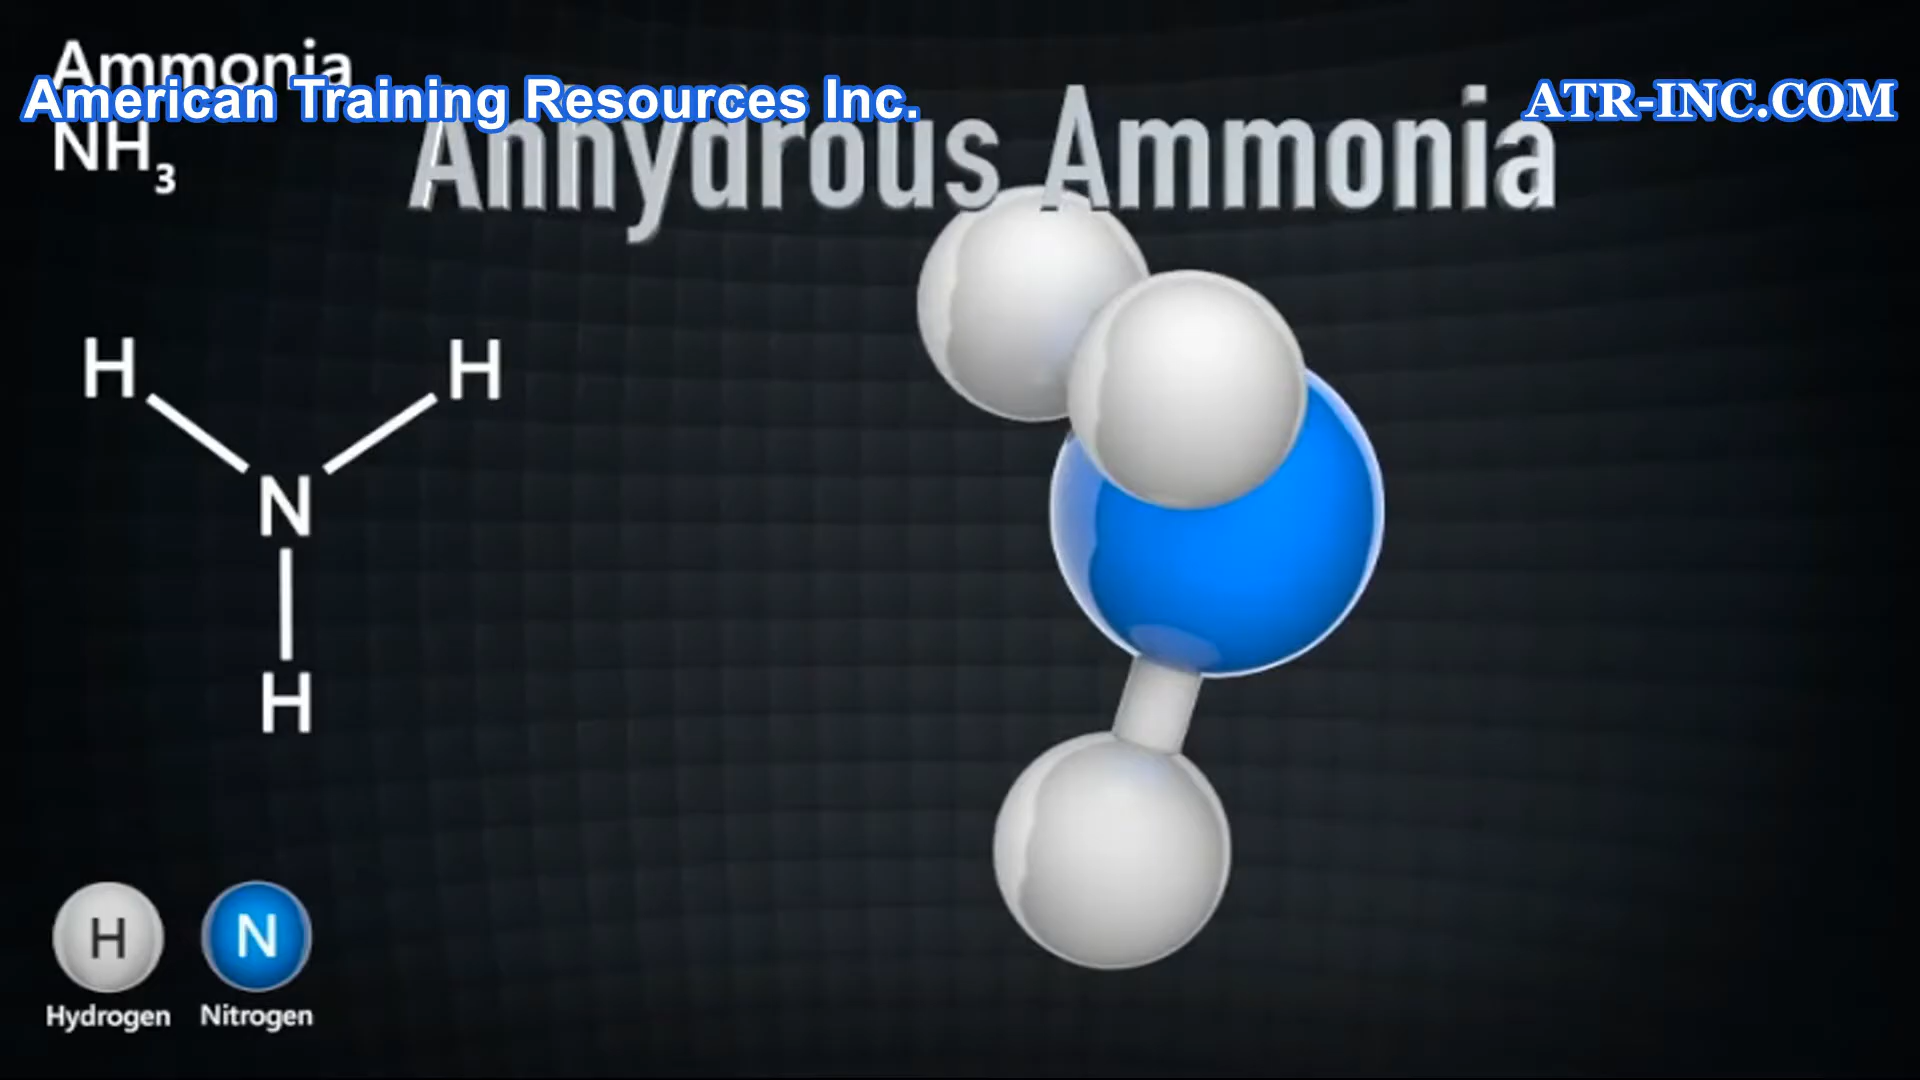 Ammonia
American Training Resources Inc.
ATR-INC.COM
NH3
Anhydrous Ammonia
H
H
N
H
H
N
Hydrogen
Nitrogen